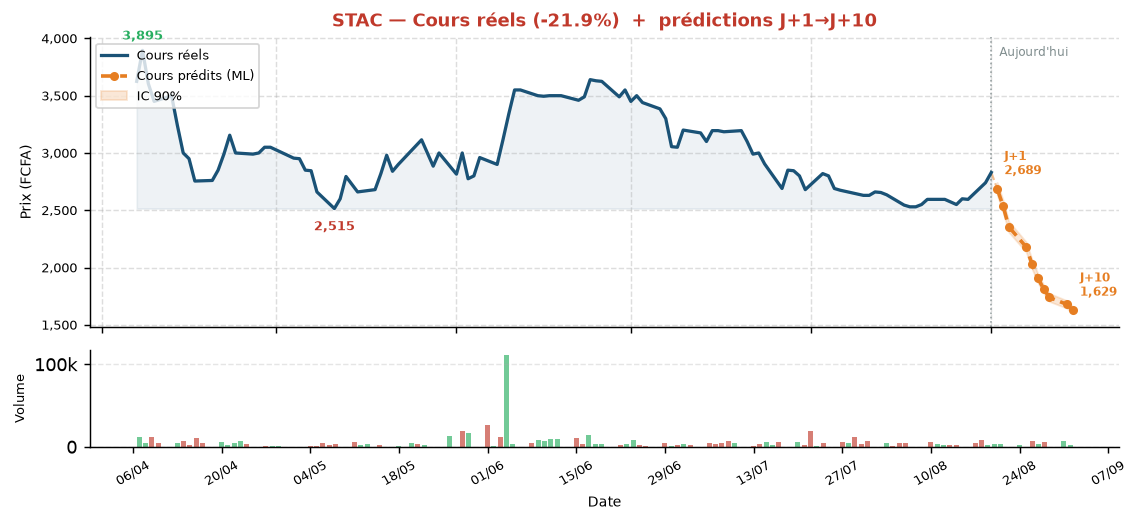 STAC — Cours réels (-21.9%)  +  prédictions J+1→J+10
3,895
Cours réels
Cours prédits (ML)
IC 90%
Aujourd'hui
4,000
3,500
3,000
2,500
2,000
1,500
Prix (FCFA)
2,515
J+1
2,689
J+10
1,629
100k
0
Volume
06/04
20/04
04/05
18/05
01/06
15/06
29/06
13/07
27/07
10/08
24/08
07/09
Date